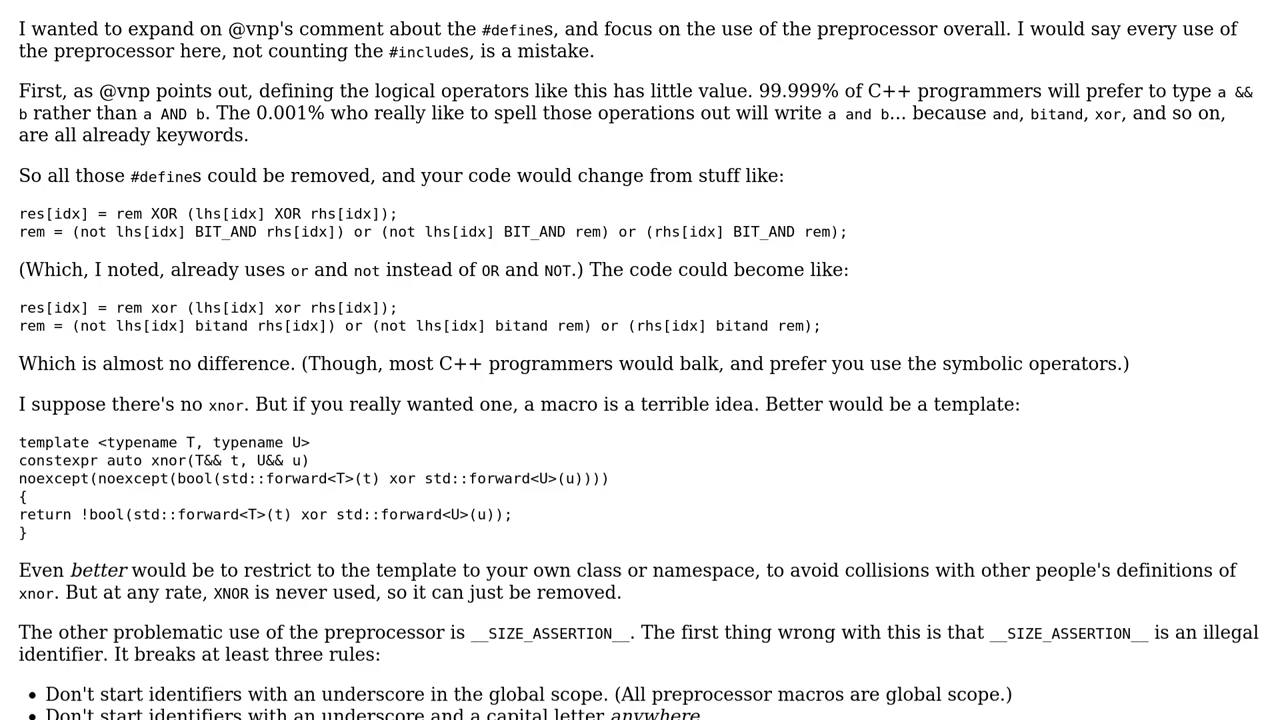 I wanted to expand on @vnp's comment about the #defines, and focus on the use of the preprocessor overall. I would say every use of
the preprocessor here, not counting the #includes, is a mistake.
First, as @vnp points out, defining the logical operators like this has little value. 99.999% of C++ programmers will prefer to type a &&
b rather than a AND b. The 0.001% who really like to spell those operations out will write a and b... because and, bitand, xor, and so on,
are all already keywords.
So all those #defines could be removed, and your code would change from stuff like:
res[idx] = rem XOR (lhs[idx] XOR rhs[idx]);
rem = (not lhs[idx] BIT_AND rhs[idx]) or (not lhs[idx] BIT_AND rem) or (rhs[idx] BIT_AND rem);
(Which, I noted, already uses or and not instead of OR and NOT.) The code could become like:
res[idx] = rem xor (lhs[idx] xor rhs[idx]);
rem = (not lhs[idx] bitand rhs[idx]) or (not lhs[idx] bitand rem) or (rhs[idx] bitand rem);
Which is almost no difference. (Though, most C++ programmers would balk, and prefer you use the symbolic operators.)
I suppose there's no xnor. But if you really wanted one, a macro is a terrible idea. Better would be a template:
template <typename T, typename U>
constexpr auto xnor(T&& t, U&& u)
noexcept(noexcept(bool(std::forward<T>(t) xor std::forward<U>(u))))
{
return !bool(std::forward<T>(t) xor std::forward<U>(u));
}
Even better would be to restrict to the template to your own class or namespace, to avoid collisions with other people's definitions of
xnor. But at any rate, XNOR is never used, so it can just be removed.
The other problematic use of the preprocessor is __SIZE_ASSERTION__. The first thing wrong with this is that __SIZE_ASSERTION__ is an illegal
identifier. It breaks at least three rules:
• Don't start identifiers with an underscore in the global scope. (All preprocessor macros are global scope.)
• Don't start identifiers with an underscore and a capital letter anywhere.